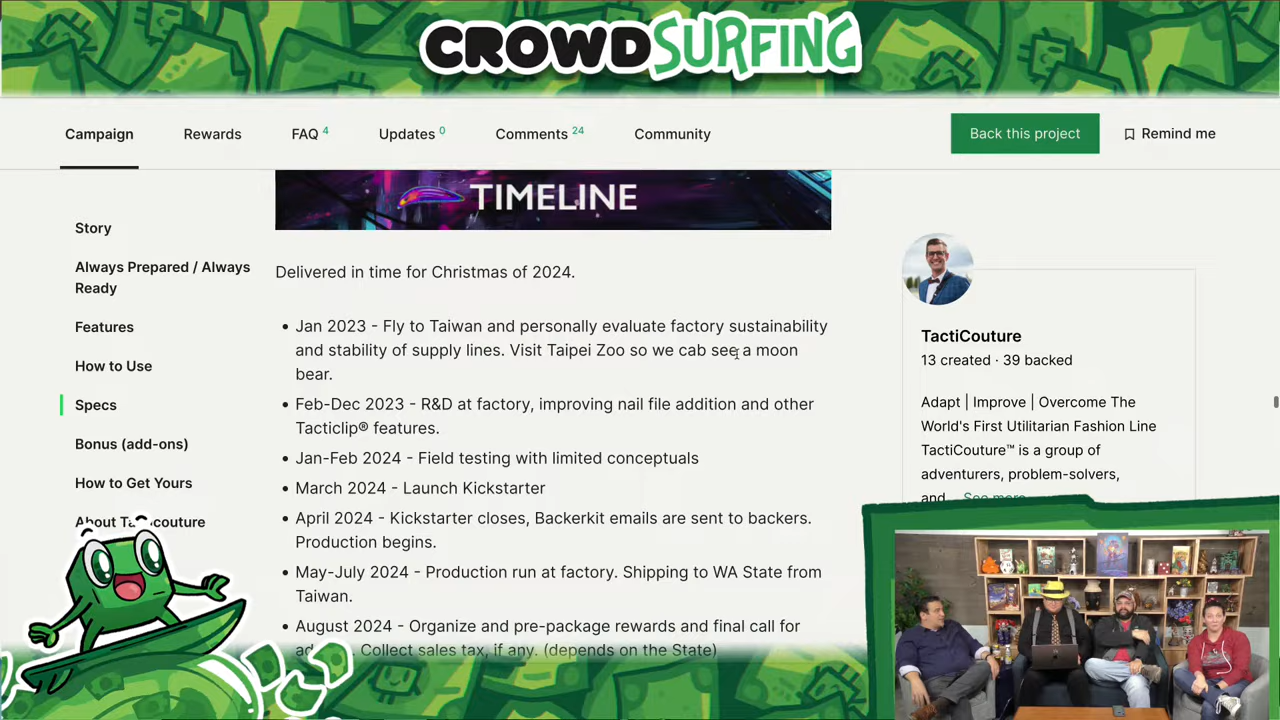 CROWDSURFING
Campaign
Rewards
FAQ 4
Updates 0
Comments 24
Community
Back this project
Remind me
Story
Always Prepared / Always
Ready
Features
How to Use
Specs
Bonus (add-ons)
How to Get Yours
About Tacticouture
TIMELINE
Delivered in time for Christmas of 2024.
• Jan 2023 - Fly to Taiwan and personally evaluate factory sustainability
and stability of supply lines. Visit Taipei Zoo so we cab see a moon
bear.
• Feb-Dec 2023 - R&D at factory, improving nail file addition and other
Tacticlip® features.
• Jan-Feb 2024 - Field testing with limited conceptuals
• March 2024 - Launch Kickstarter
• April 2024 - Kickstarter closes, Backerkit emails are sent to backers.
Production begins.
• May-July 2024 - Production run at factory. Shipping to WA State from
Taiwan.
• August 2024 - Organize and pre-package rewards and final call for
Collect sales tax, if any. (depends on the State)
TactiCouture
13 created · 39 backed
Adapt | Improve | Overcome The
World's First Utilitarian Fashion Line
TactiCouture™ is a group of
adventurers, problem-solvers,
and... See more